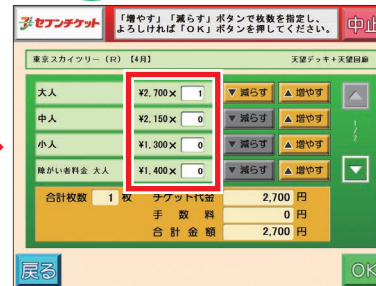 セブンチケット
「増やす」「減らす」ボタンで枚数を指定し、
よろしければ「OK」ボタンを押してください。
中止
東京スカイツリー (R) 【4月】 天望デッキ+天望回廊
大人 ¥2,700× 1 ▼減らす ▲増やす
中人 ¥2,150× 0 ▼減らす ▲増やす
小人 ¥1,300× 0 ▼減らす ▲増やす
障がい者料金 大人 ¥1,400× 0 ▼減らす ▲増やす
1/2
合計枚数 1 枚 チケット代金 2,700 円
手数料 0 円
合計金額 2,700 円
戻る
OK